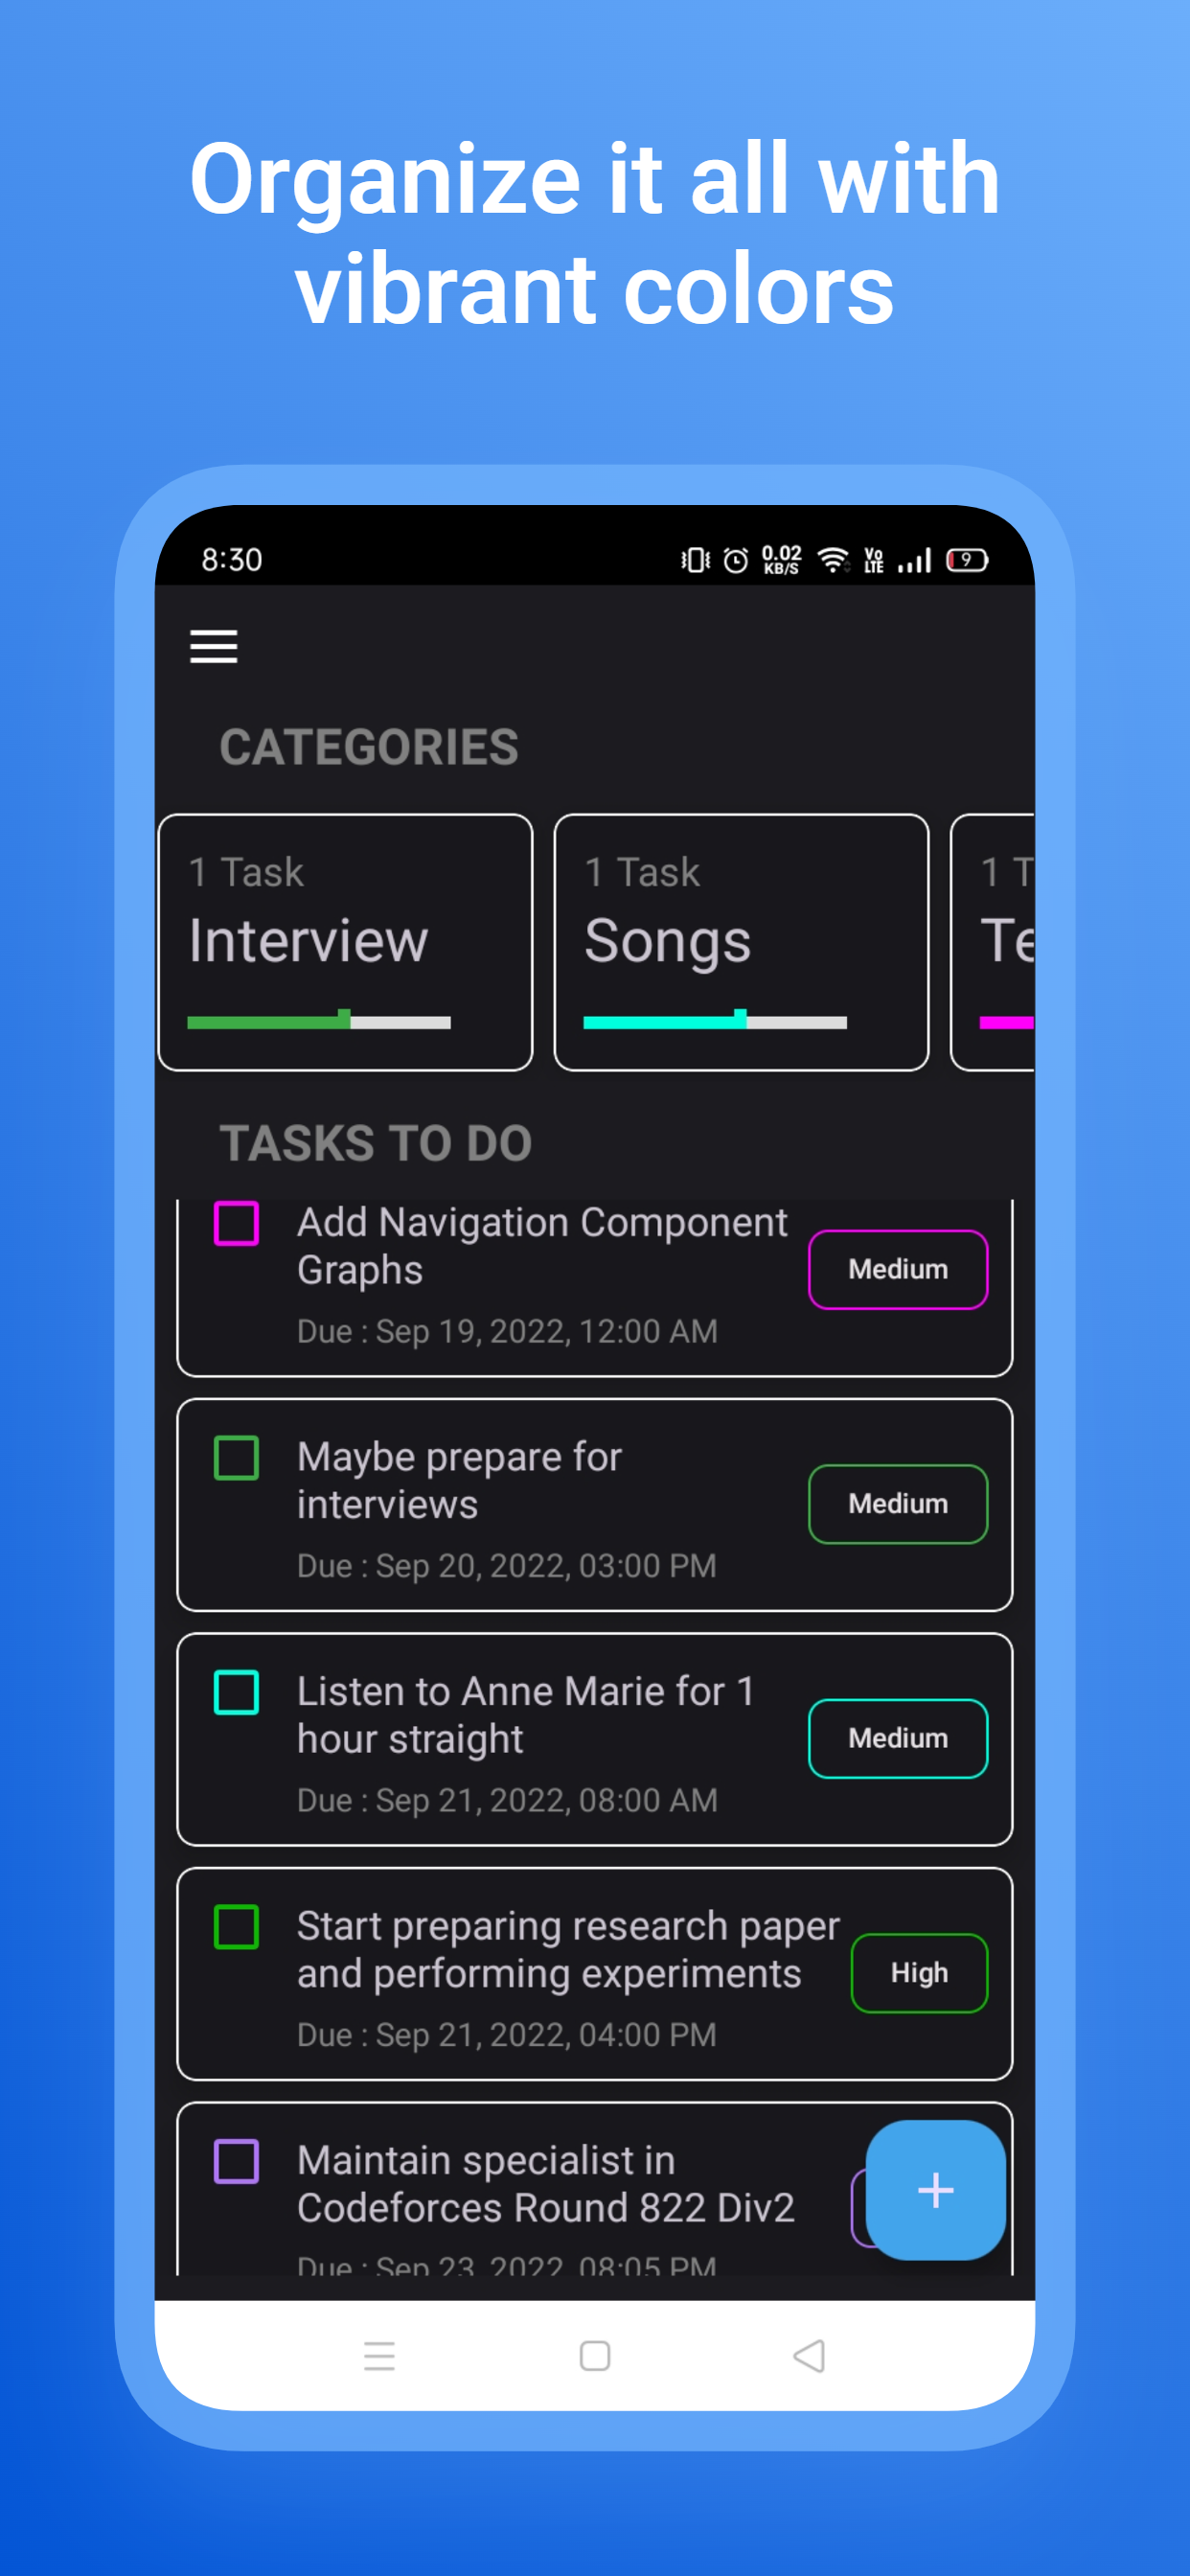 Organize it all with
vibrant colors
8:30
0.02
KB/S
Vo
LTE
9
CATEGORIES
1 Task
Interview
1 Task
Songs
1 T
Te
TASKS TO DO
Add Navigation Component
Graphs
Medium
Due : Sep 19, 2022, 12:00 AM
Maybe prepare for
interviews
Medium
Due : Sep 20, 2022, 03:00 PM
Listen to Anne Marie for 1
hour straight
Medium
Due : Sep 21, 2022, 08:00 AM
Start preparing research paper
and performing experiments
High
Due : Sep 21, 2022, 04:00 PM
Maintain specialist in
Codeforces Round 822 Div2
Due : Sep 23, 2022, 08:05 PM